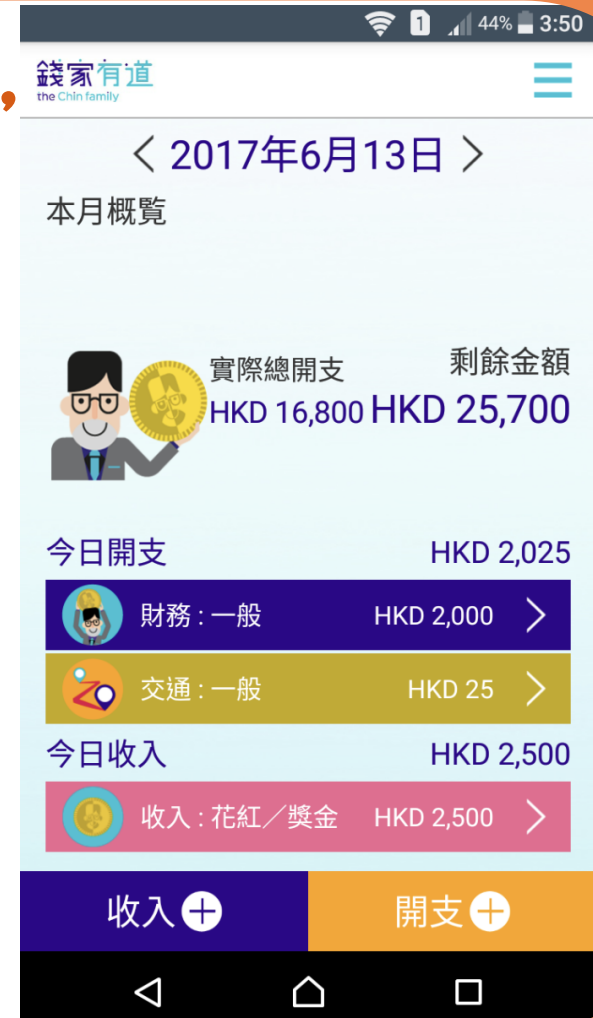 1 44% 3:50
錢家有道
the Chin family
,
2017年6月13日
本月概覧
實際總開支 剩餘金額
HKD 16,800 HKD 25,700
今日開支 HKD 2,025
財務 : 一般 HKD 2,000
交通 : 一般 HKD 25
今日收入 HKD 2,500
收入 : 花紅／獎金 HKD 2,500
收入 開支